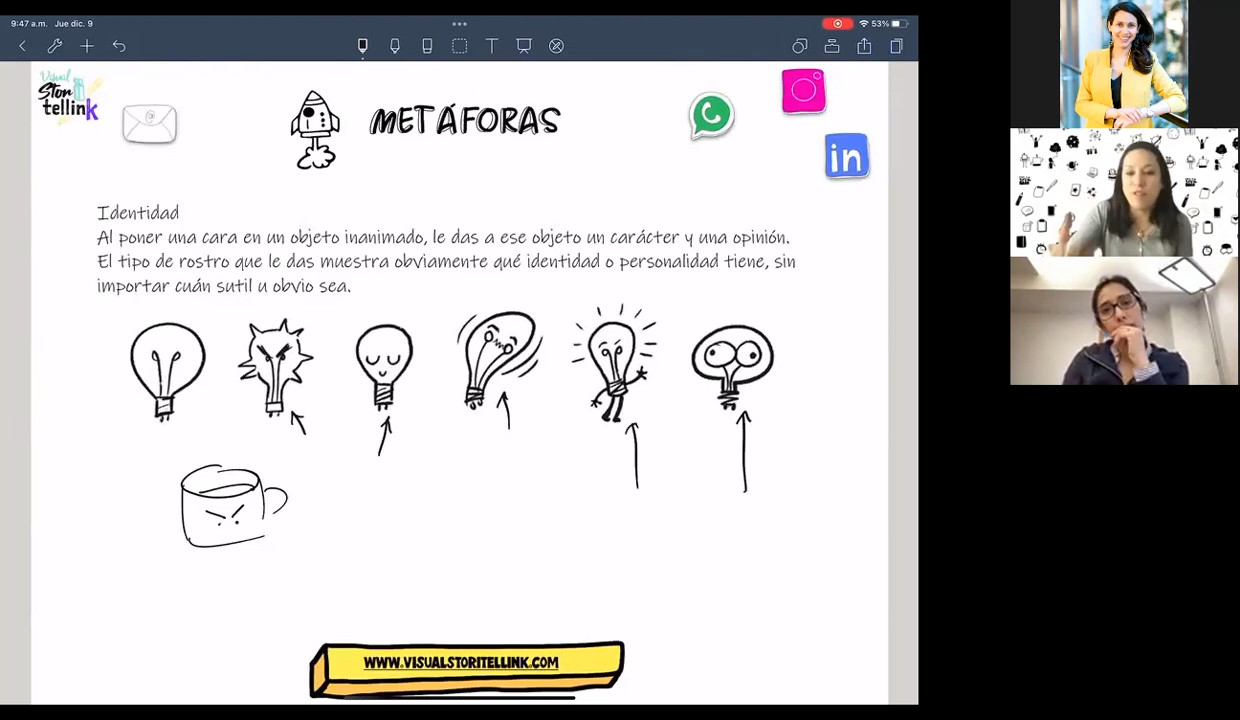 9:47 a.m. Jue dic. 9
53%
Visual
Stori
tellink
@
METÁFORAS
in
Identidad
Al poner una cara en un objeto inanimado, le das a ese objeto un carácter y una opinión.
El tipo de rostro que le das muestra obviamente qué identidad o personalidad tiene, sin
importar cuán sutil u obvio sea.
WWW.VISUALSTORITELLINK.COM